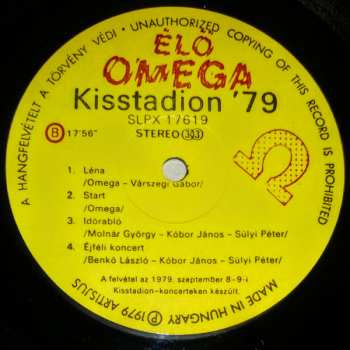 A HANGFELVÉTELT A TÖRVÉNY VÉDI • UNAUTHORIZED COPYING OF THIS RECORD IS PROHIBITED
ÉLŐ
OMEGA
Kisstadion '79
SLPX 17619
B 17'56" STEREO 33
1. Léna
/Omega – Várszegi Gábor/
2. Start
/Omega/
3. Időrabló
/Molnár György – Kóbor János – Sülyi Péter/
4. Éjféli koncert
/Benkő László – Kóbor János – Sülyi Péter/
A felvétel az 1979. szeptember 8–9-i
Kisstadion-koncerteken készült.
MADE IN HUNGARY Ⓟ 1979 ARTISJUS